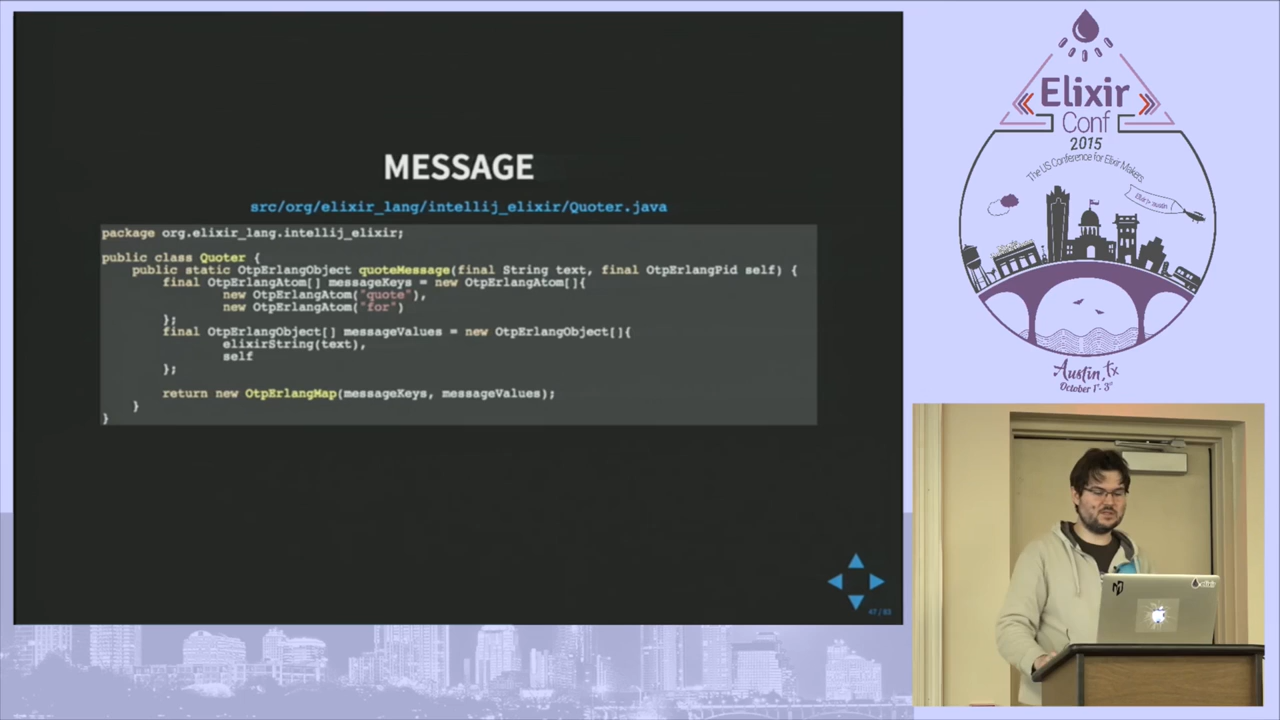 MESSAGE
src/org/elixir_lang/intellij_elixir/Quoter.java
package org.elixir_lang.intellij_elixir;
public class Quoter {
public static OtpErlangObject quoteMessage(final String text, final OtpErlangPid self) {
final OtpErlangAtom[] messageKeys = new OtpErlangAtom[]{
new OtpErlangAtom("quote"),
new OtpErlangAtom("for")
};
final OtpErlangObject[] messageValues = new OtpErlangObject[]{
elixirString(text),
self
};
return new OtpErlangMap(messageKeys, messageValues);
}
}
47 / 83
Elixir
Conf
2015
The US Conference for Elixir Makers
Austin, TX
October 1st - 3rd